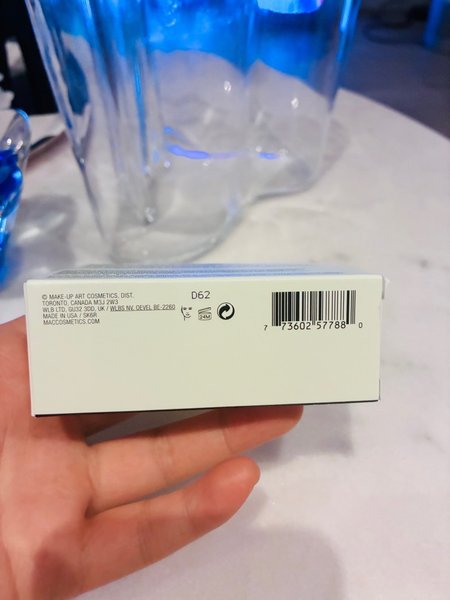 © MAKE-UP ART COSMETICS, DIST.
TORONTO, CANADA M3J 2W3
WLB LTD, GU32 3DD, UK / WLBS NV, OEVEL BE-2260
MADE IN USA / SK6R
MACCOSMETICS.COM
D62
24M
7 73602 57788 0